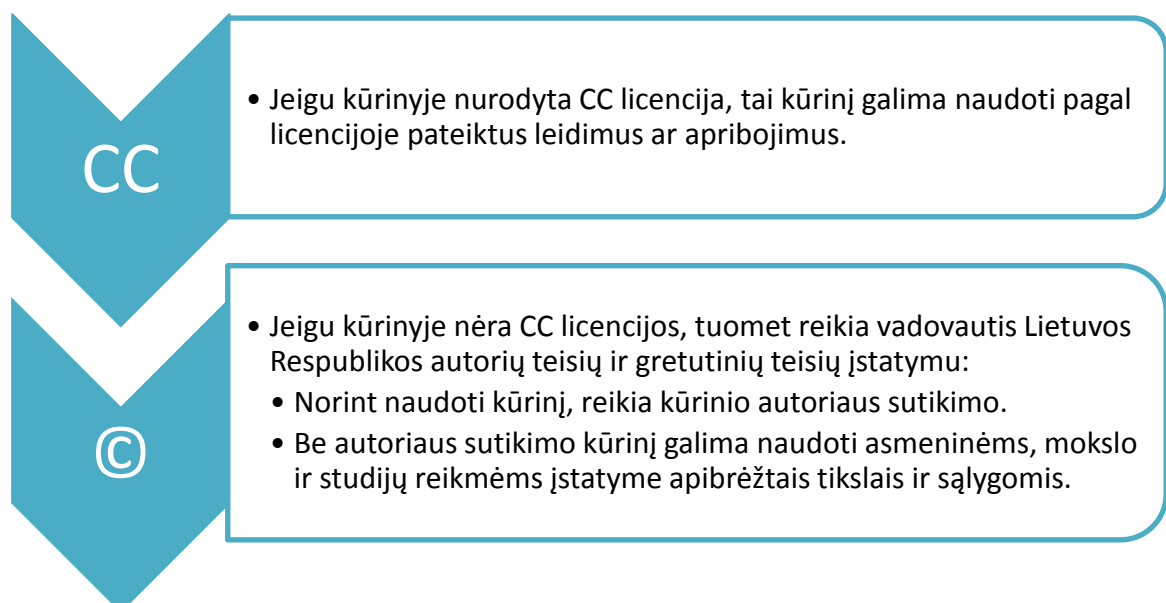 CC
• Jeigu kūrinyje nurodyta CC licencija, tai kūrinį galima naudoti pagal
licencijoje pateiktus leidimus ar apribojimus.
©
• Jeigu kūrinyje nėra CC licencijos, tuomet reikia vadovautis Lietuvos
Respublikos autorių teisių ir gretutinių teisių įstatymu:
• Norint naudoti kūrinį, reikia kūrinio autoriaus sutikimo.
• Be autoriaus sutikimo kūrinį galima naudoti asmeninėms, mokslo
ir studijų reikmėms įstatyme apibrėžtais tikslais ir sąlygomis.